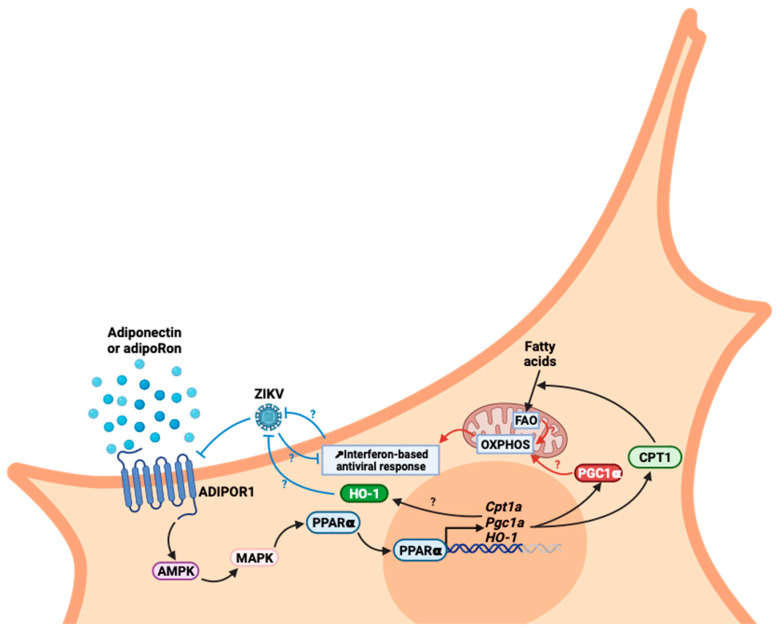 Adiponectin
or adipoRon
ZIKV
?
?
?
ADIPOR1
AMPK
MAPK
PPARα
PPARα
Cpt1a
Pgc1a
HO-1
?
HO-1
↗Interferon-based
antiviral response
Fatty
acids
FAO
?
OXPHOS
?
PGC1α
CPT1